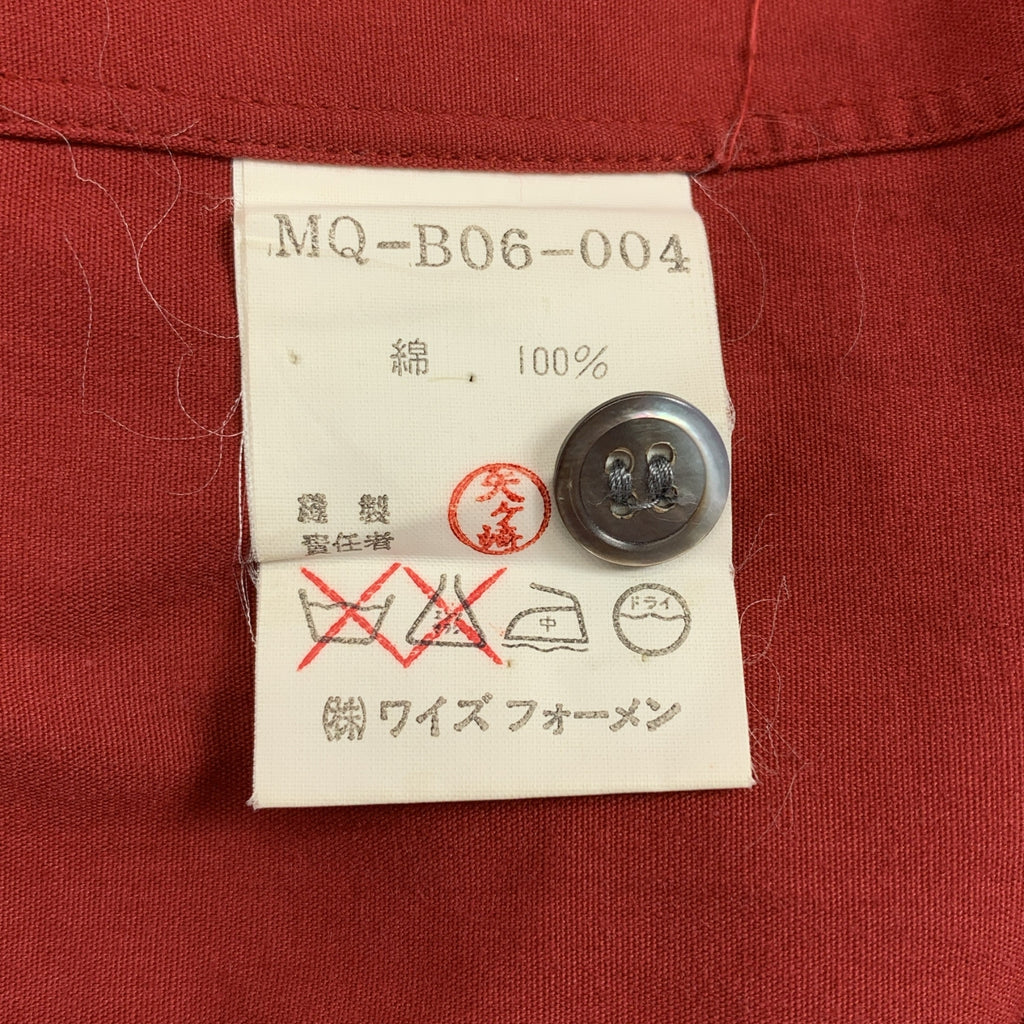 MQ-B06-004
綿 100%
縫製
責任者
矢ヶ崎
中
ドライ
㈱ワイズフォーメン